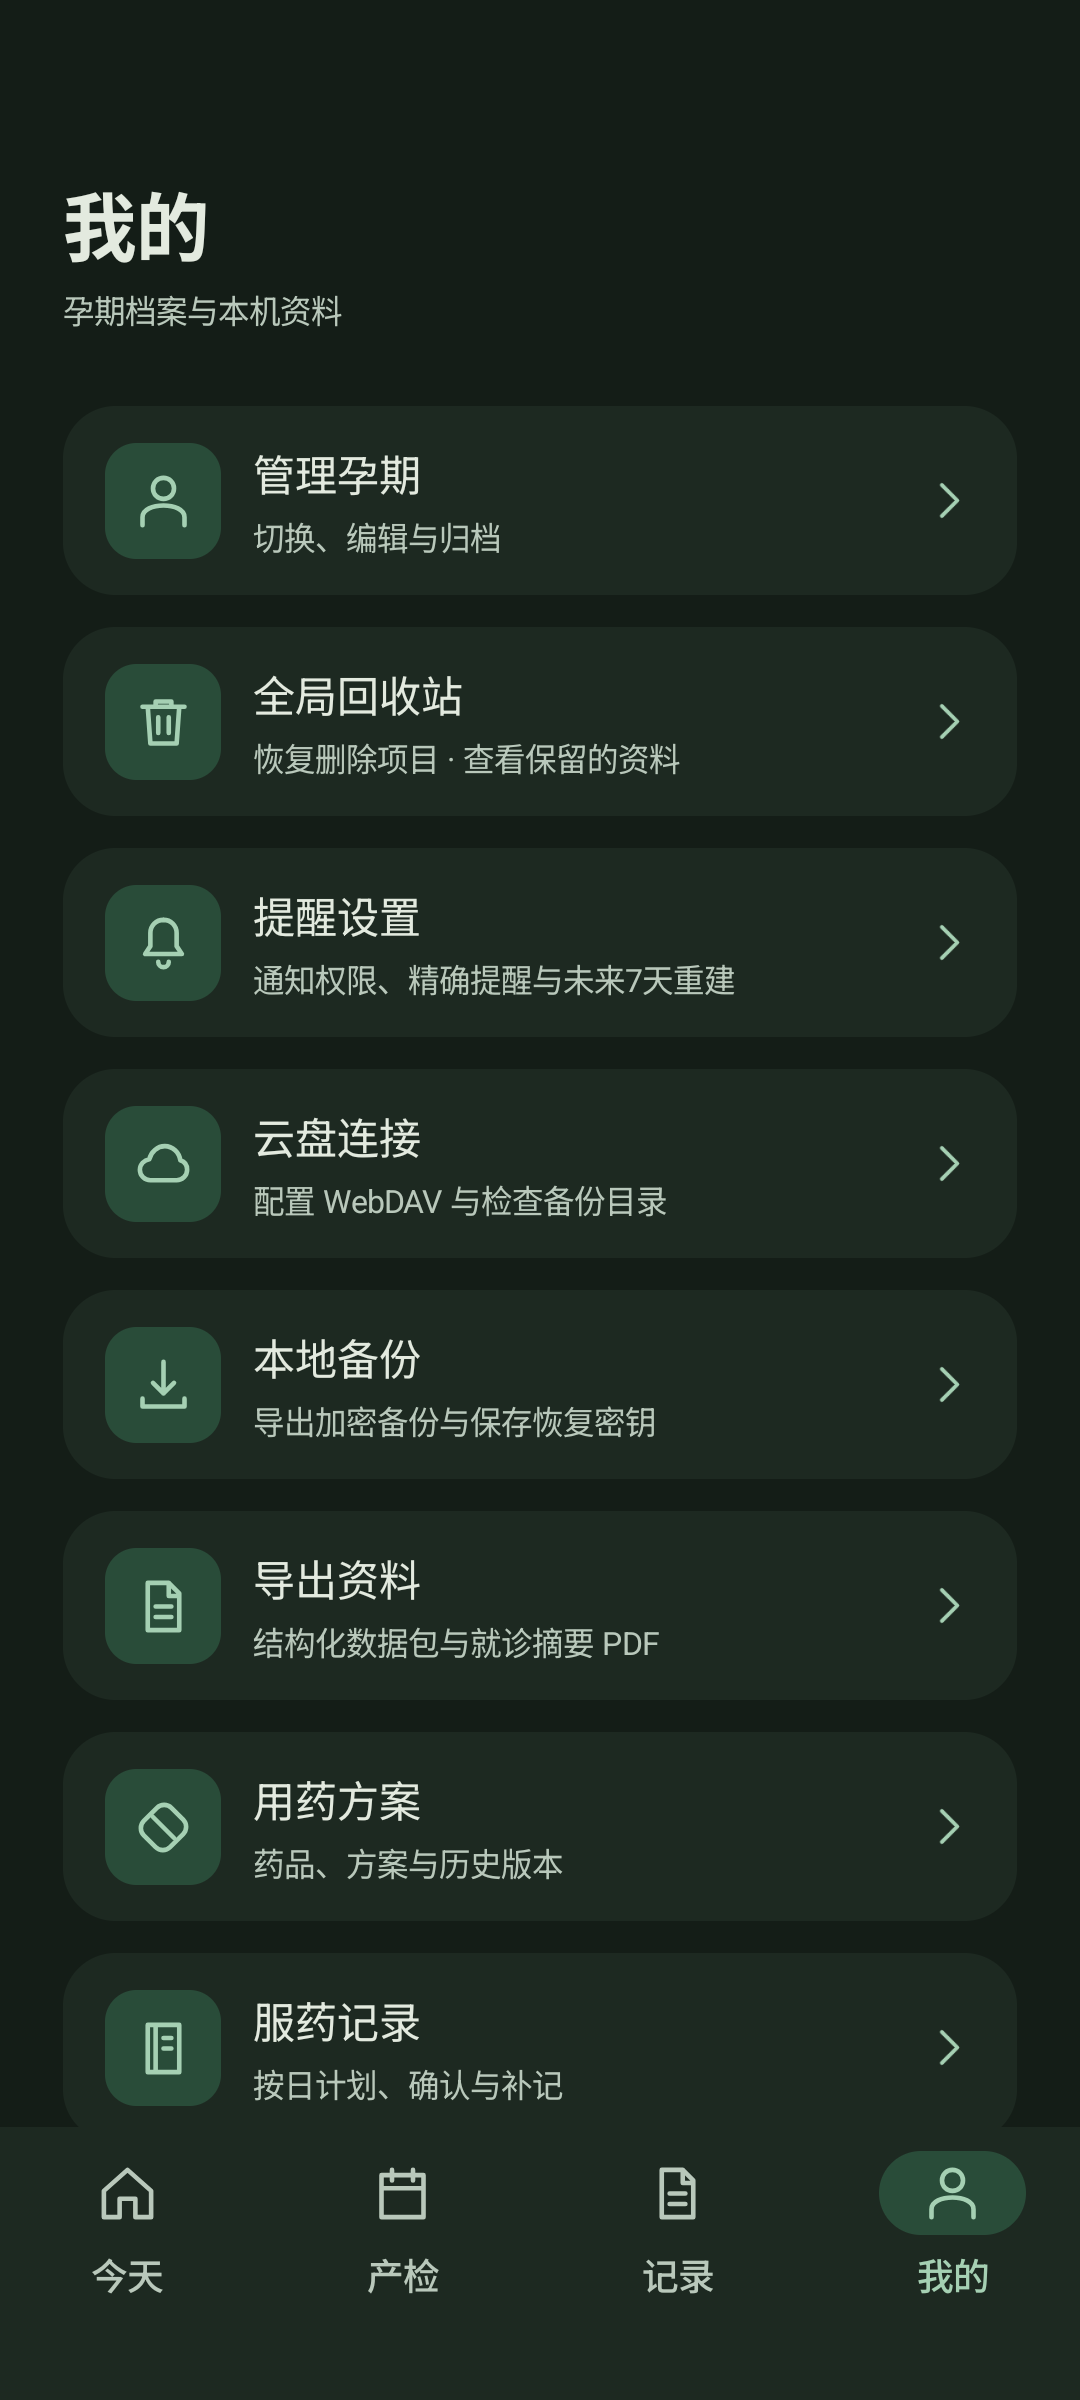 我的
孕期档案与本机资料
管理孕期
切换、编辑与归档
全局回收站
恢复删除项目 · 查看保留的资料
提醒设置
通知权限、精确提醒与未来7天重建
云盘连接
配置 WebDAV 与检查备份目录
本地备份
导出加密备份与保存恢复密钥
导出资料
结构化数据包与就诊摘要 PDF
用药方案
药品、方案与历史版本
服药记录
按日计划、确认与补记
今天
产检
记录
我的